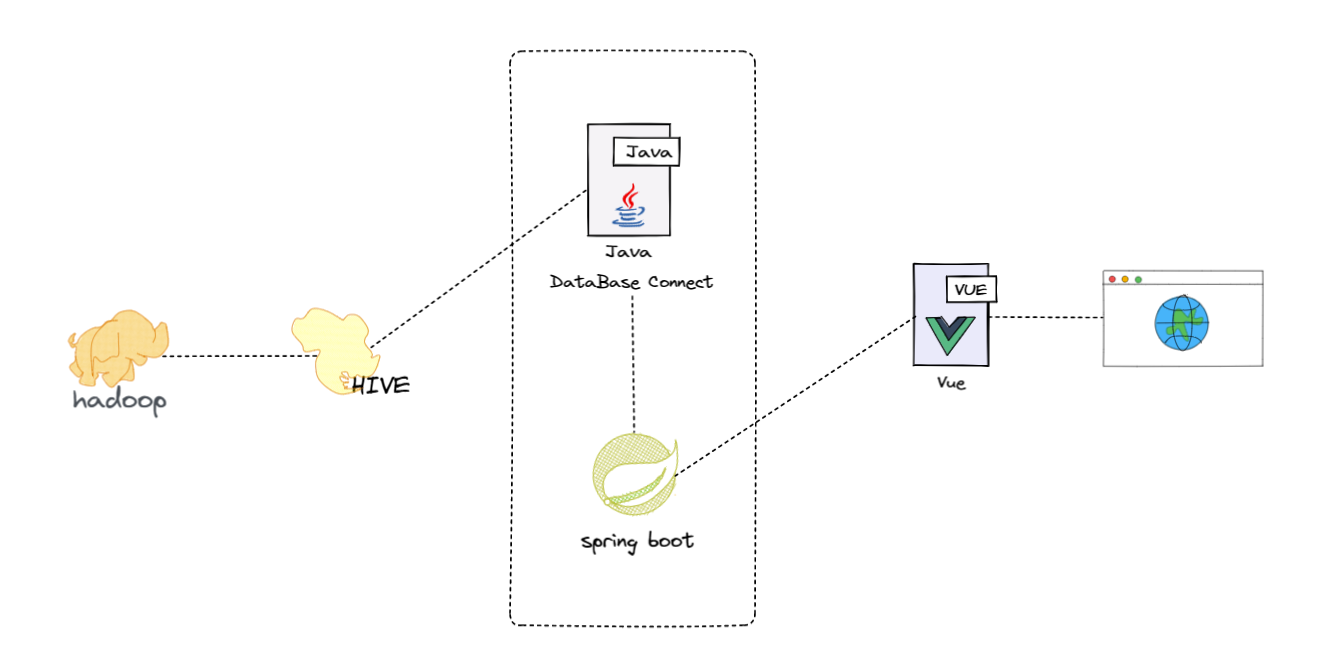 Java
Java
DataBase Connect
VUE
Vue
hadoop
HIVE
spring boot